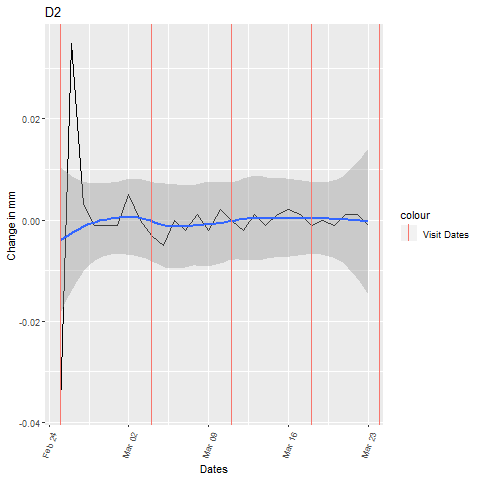 D2
Change in mm
0.02
0.00
-0.02
-0.04
Feb 24
Mar 02
Mar 09
Mar 16
Mar 23
Dates
colour
Visit Dates